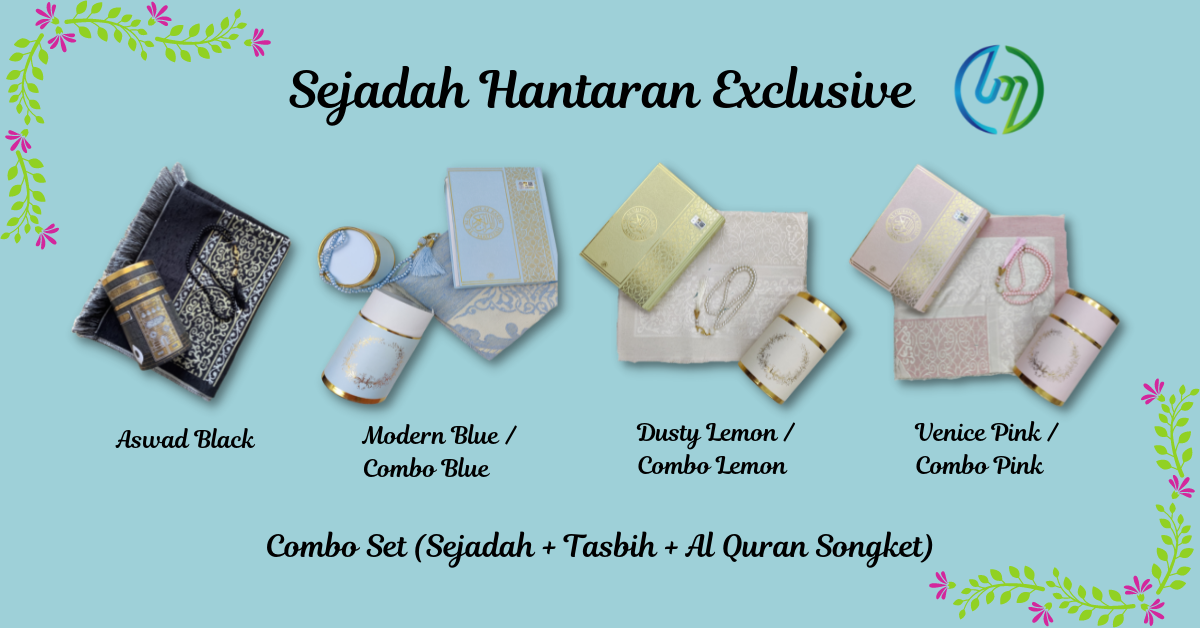 Sejadah Hantaran Exclusive
lm
Aswad Black
Modern Blue /
Combo Blue
Dusty Lemon /
Combo Lemon
Venice Pink /
Combo Pink
Combo Set (Sejadah + Tasbih + Al Quran Songket)